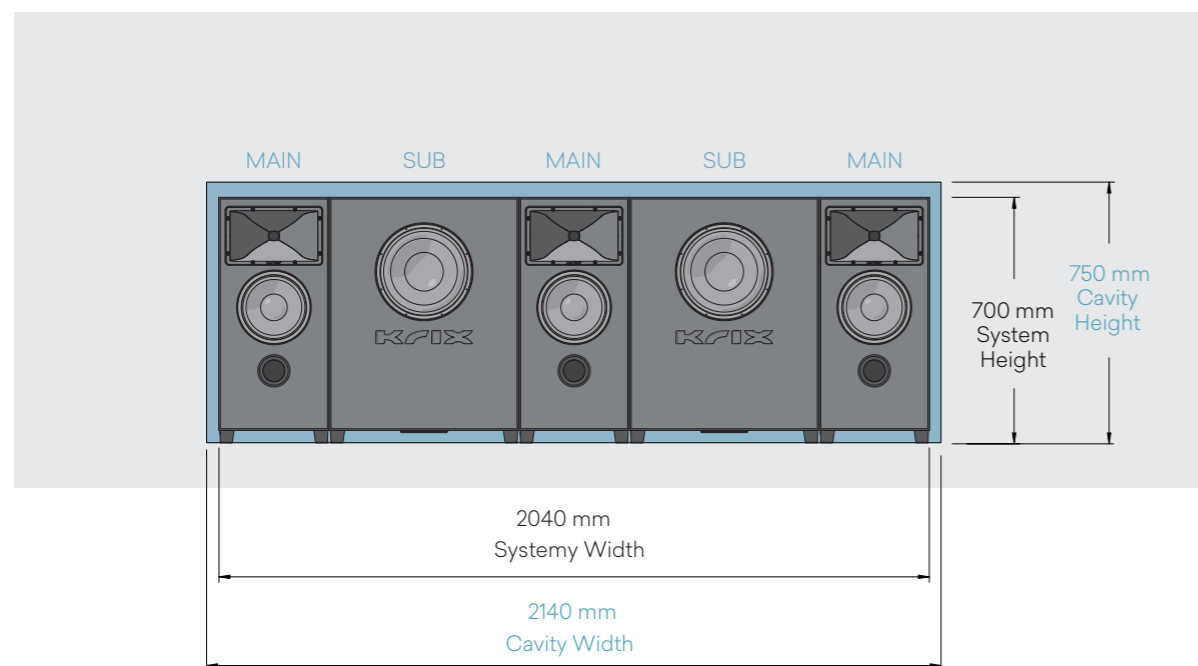 MAIN SUB MAIN SUB MAIN
KRIX KRIX
700 mm
System
Height
750 mm
Cavity
Height
2040 mm
Systemy Width
2140 mm
Cavity Width